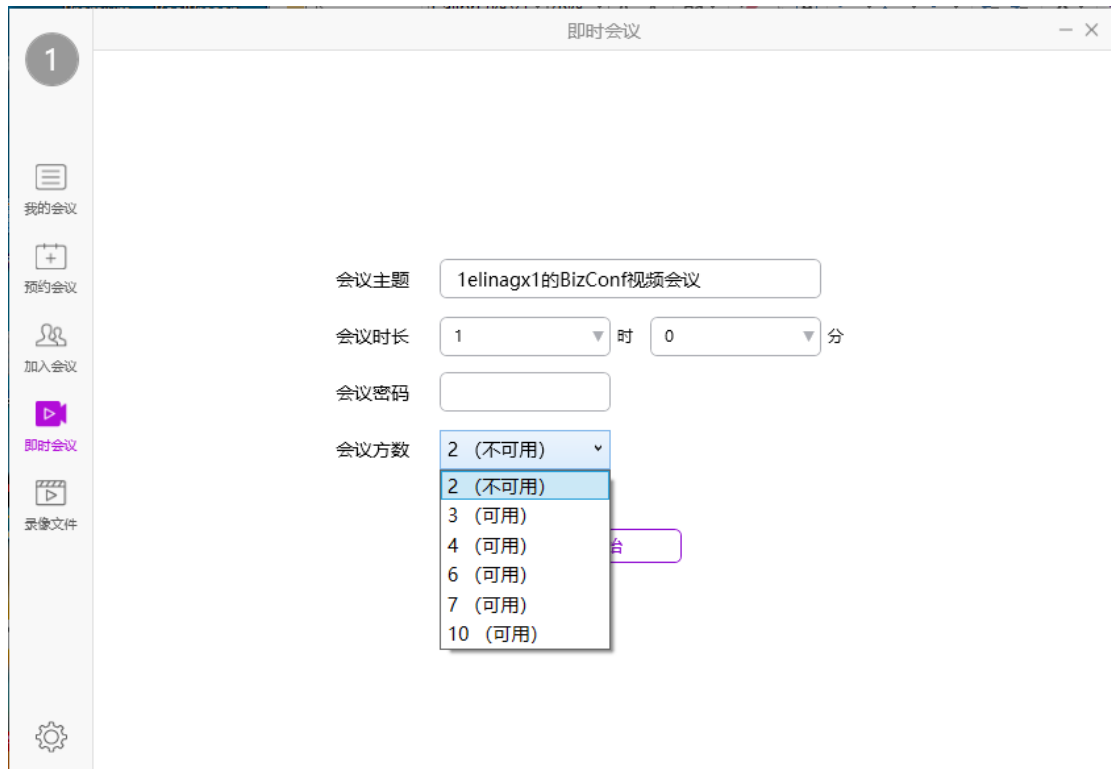 即时会议
1
我的会议
预约会议
加入会议
即时会议
录像文件
会议主题 1elinagx1的BizConf视频会议
会议时长 1 时 0 分
会议密码
会议方数 2 (不可用)
2 (不可用)
3 (可用)
4 (可用)
6 (可用)
7 (可用)
10 (可用)